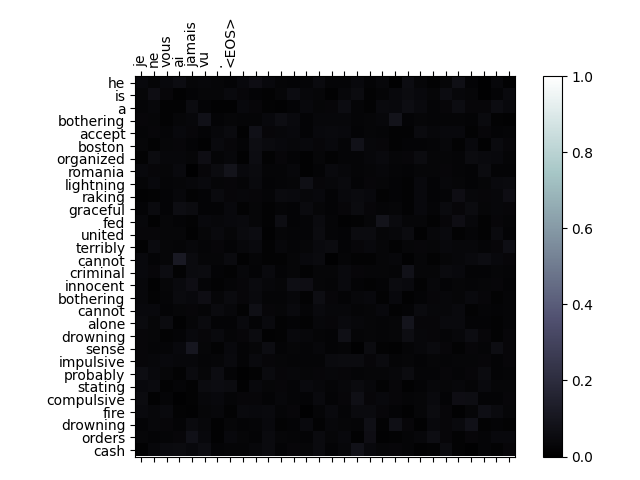 je
ne
vous
ai
jamais
vu
.
<EOS>
he
is
a
bothering
accept
boston
organized
romania
lightning
raking
graceful
fed
united
terribly
cannot
criminal
innocent
bothering
cannot
alone
drowning
sense
impulsive
probably
stating
compulsive
fire
drowning
orders
cash
1.0
0.8
0.6
0.4
0.2
0.0